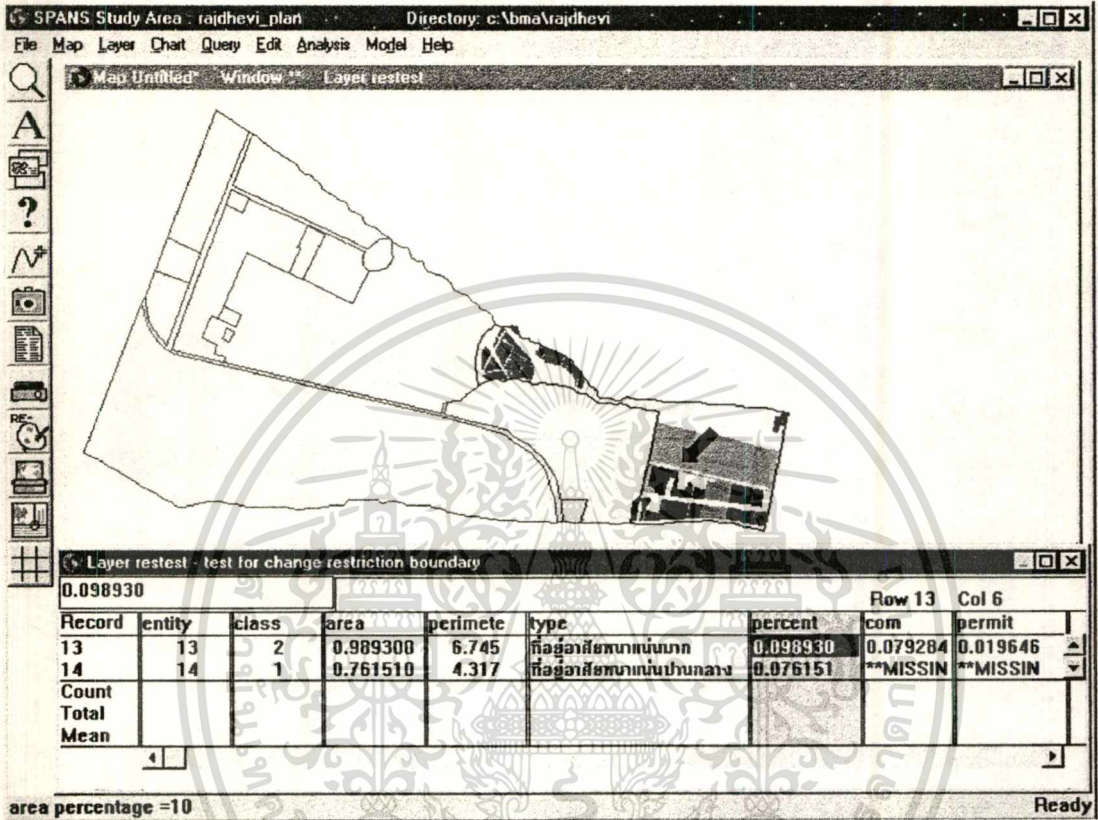 SPANS Study Area : rajdhevi_plan Directory: c:\bma\rajdhevi
File Map Layer Chart Query Edit Analysis Model Help
Map Untitled* Window ** Layer restest
A
?
RE-
Layer restest - test for change restriction boundary
0.098930 Row 13 Col 6
Record entity class area perimete type percent com permit
13 13 2 0.989300 6.745 ที่อยู่อาศัยหนาแน่นมาก 0.098930 0.079284 0.019646
14 14 1 0.761510 4.317 ที่อยู่อาศัยหนาแน่นปานกลาง 0.076151 **MISSIN **MISSIN
Count
Total
Mean
area percentage =10 Ready